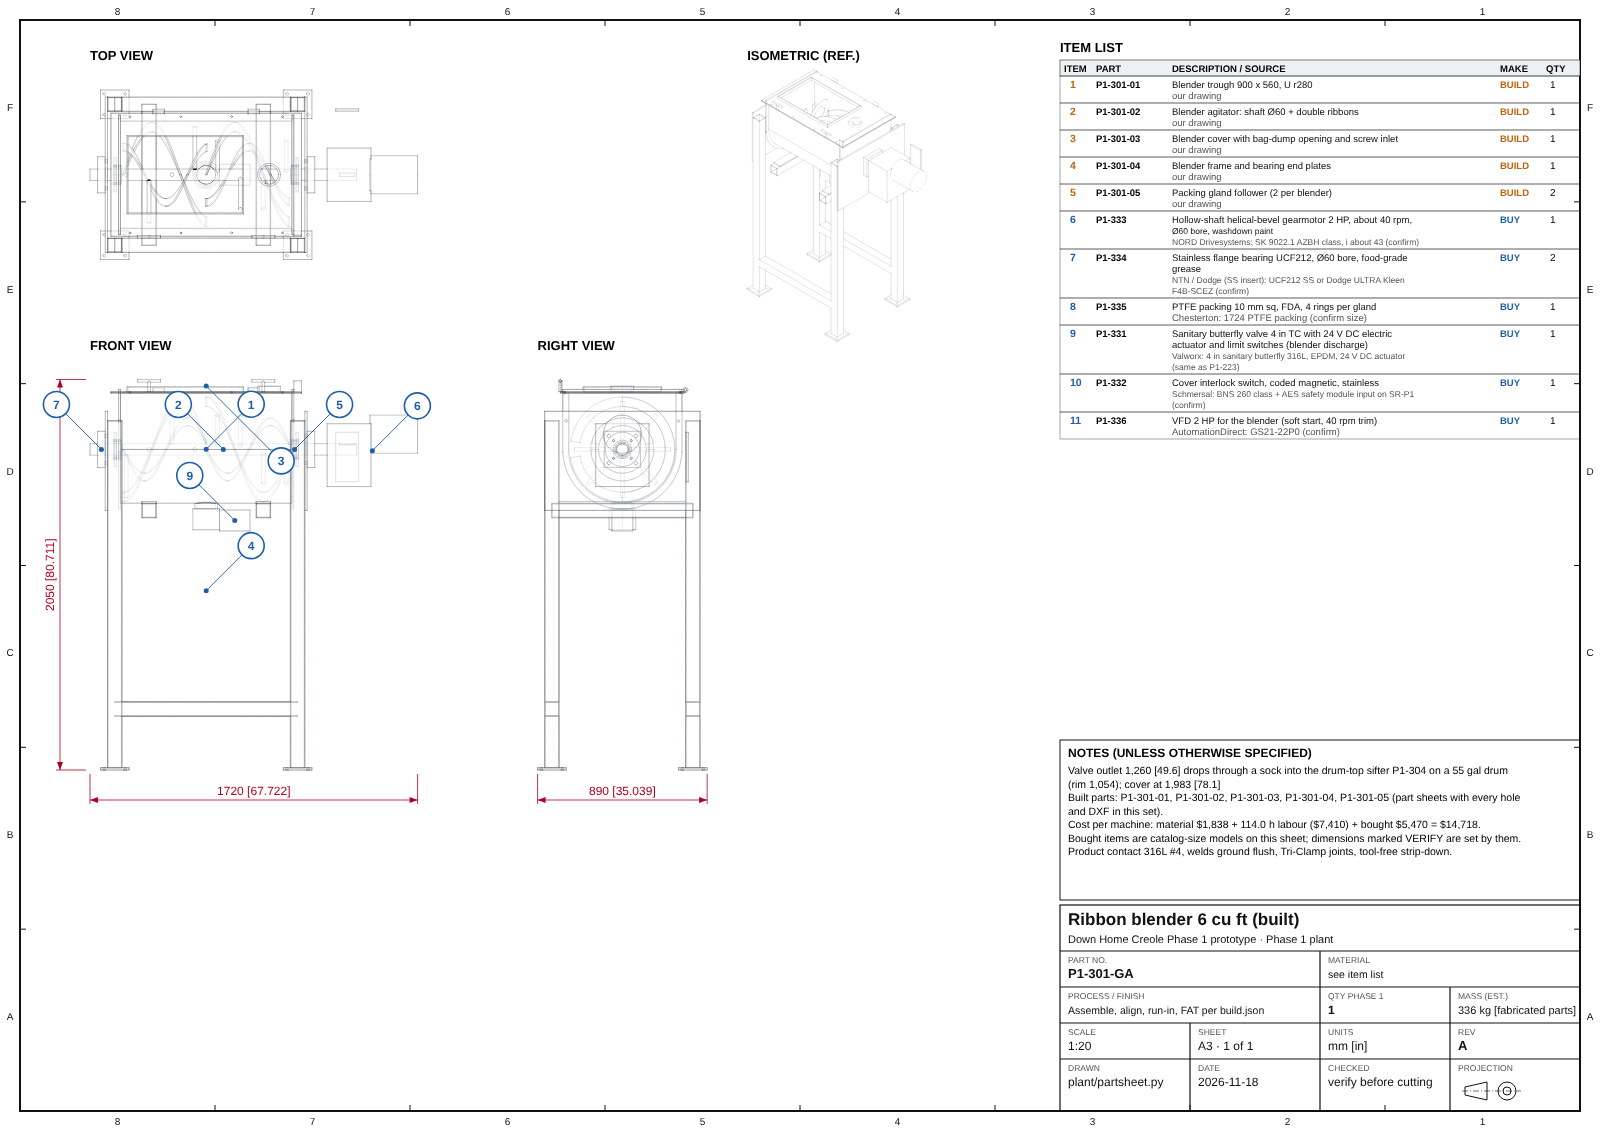 8 7 6 5 4 3 2 1
TOP VIEW
ISOMETRIC (REF.)
ITEM LIST
ITEM PART DESCRIPTION / SOURCE MAKE QTY
1 P1-301-01 Blender trough 900 x 560, U r280 BUILD 1
our drawing
2 P1-301-02 Blender agitator: shaft Ø60 + double ribbons BUILD 1
our drawing
3 P1-301-03 Blender cover with bag-dump opening and screw inlet BUILD 1
our drawing
4 P1-301-04 Blender frame and bearing end plates BUILD 1
our drawing
5 P1-301-05 Packing gland follower (2 per blender) BUILD 2
our drawing
6 P1-333 Hollow-shaft helical-bevel gearmotor 2 HP, about 40 rpm, BUY 1
Ø60 bore, washdown paint
NORD Drivesystems: SK 9022.1 AZBH class, i about 43 (confirm)
7 P1-334 Stainless flange bearing UCF212, Ø60 bore, food-grade BUY 2
grease
NTN / Dodge (SS insert): UCF212 SS or Dodge ULTRA Kleen
F4B-SCEZ (confirm)
8 P1-335 PTFE packing 10 mm sq, FDA, 4 rings per gland BUY 1
Chesterton: 1724 PTFE packing (confirm size)
9 P1-331 Sanitary butterfly valve 4 in TC with 24 V DC electric BUY 1
actuator and limit switches (blender discharge)
Valworx: 4 in sanitary butterfly 316L, EPDM, 24 V DC actuator
(same as P1-223)
10 P1-332 Cover interlock switch, coded magnetic, stainless BUY 1
Schmersal: BNS 260 class + AES safety module input on SR-P1
(confirm)
11 P1-336 VFD 2 HP for the blender (soft start, 40 rpm trim) BUY 1
AutomationDirect: GS21-22P0 (confirm)
F F
E E
FRONT VIEW
RIGHT VIEW
7 2 1 5 6
3
9
4
D D
2050 [80.711]
C C
1720 [67.722]
890 [35.039]
B B
NOTES (UNLESS OTHERWISE SPECIFIED)
Valve outlet 1,260 [49.6] drops through a sock into the drum-top sifter P1-304 on a 55 gal drum
(rim 1,054); cover at 1,983 [78.1]
Built parts: P1-301-01, P1-301-02, P1-301-03, P1-301-04, P1-301-05 (part sheets with every hole
and DXF in this set).
Cost per machine: material $1,838 + 114.0 h labour ($7,410) + bought $5,470 = $14,718.
Bought items are catalog-size models on this sheet; dimensions marked VERIFY are set by them.
Product contact 316L #4, welds ground flush, Tri-Clamp joints, tool-free strip-down.
Ribbon blender 6 cu ft (built)
Down Home Creole Phase 1 prototype · Phase 1 plant
PART NO. MATERIAL
P1-301-GA see item list
PROCESS / FINISH QTY PHASE 1 MASS (EST.)
Assemble, align, run-in, FAT per build.json 1 336 kg [fabricated parts]
A A
SCALE SHEET UNITS REV
1:20 A3 · 1 of 1 mm [in] A
DRAWN DATE CHECKED PROJECTION
plant/partsheet.py 2026-11-18 verify before cutting
8 7 6 5 4 3 2 1